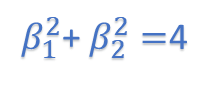 β₁² + β₂² = 4